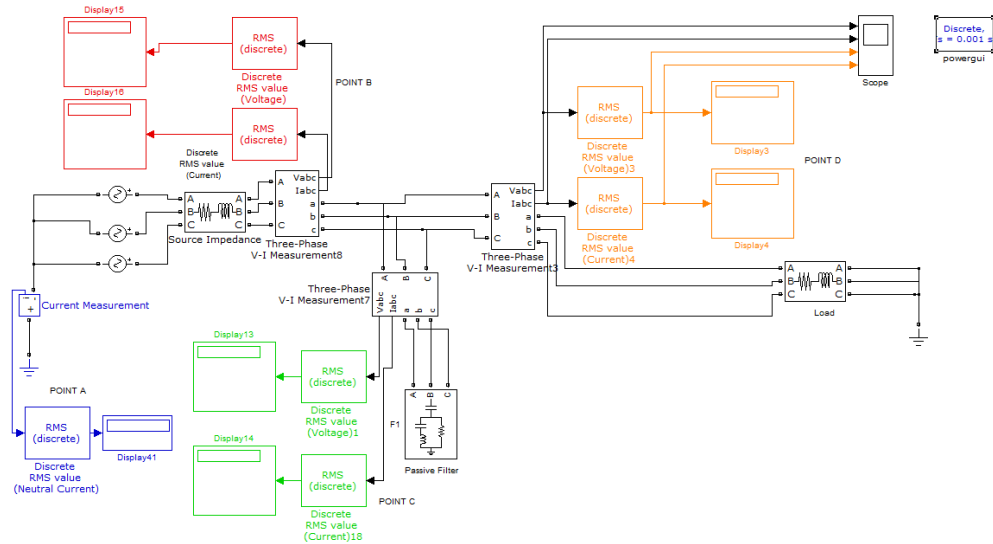 Display15
RMS
(discrete)
Discrete
RMS value
(Voltage)
POINT B
Display16
RMS
(discrete)
Discrete
RMS value
(Current)
Scope
Discrete,
s = 0.001 s
powergui
RMS
(discrete)
Discrete
RMS value
(Voltage)3
Display3
POINT D
RMS
(discrete)
Discrete
RMS value
(Current)4
Display4
A
B
C
A
B
C
Source Impedance
A
B
C
Vabc
Iabc
a
b
c
Three-Phase
V-I Measurement8
A
B
C
Vabc
Iabc
a
b
c
Three-Phase
V-I Measurement3
Current Measurement
A
B
C
Three-Phase
V-I Measurement7
Vabc
Iabc
a
b
c
A
B
C
A
B
C
Load
POINT A
RMS
(discrete)
Discrete
RMS value
(Neutral Current)
Display41
Display13
RMS
(discrete)
Discrete
RMS value
(Voltage)1
Display14
RMS
(discrete)
Discrete
RMS value
(Current)18
POINT C
A
B
C
F1
Passive Filter